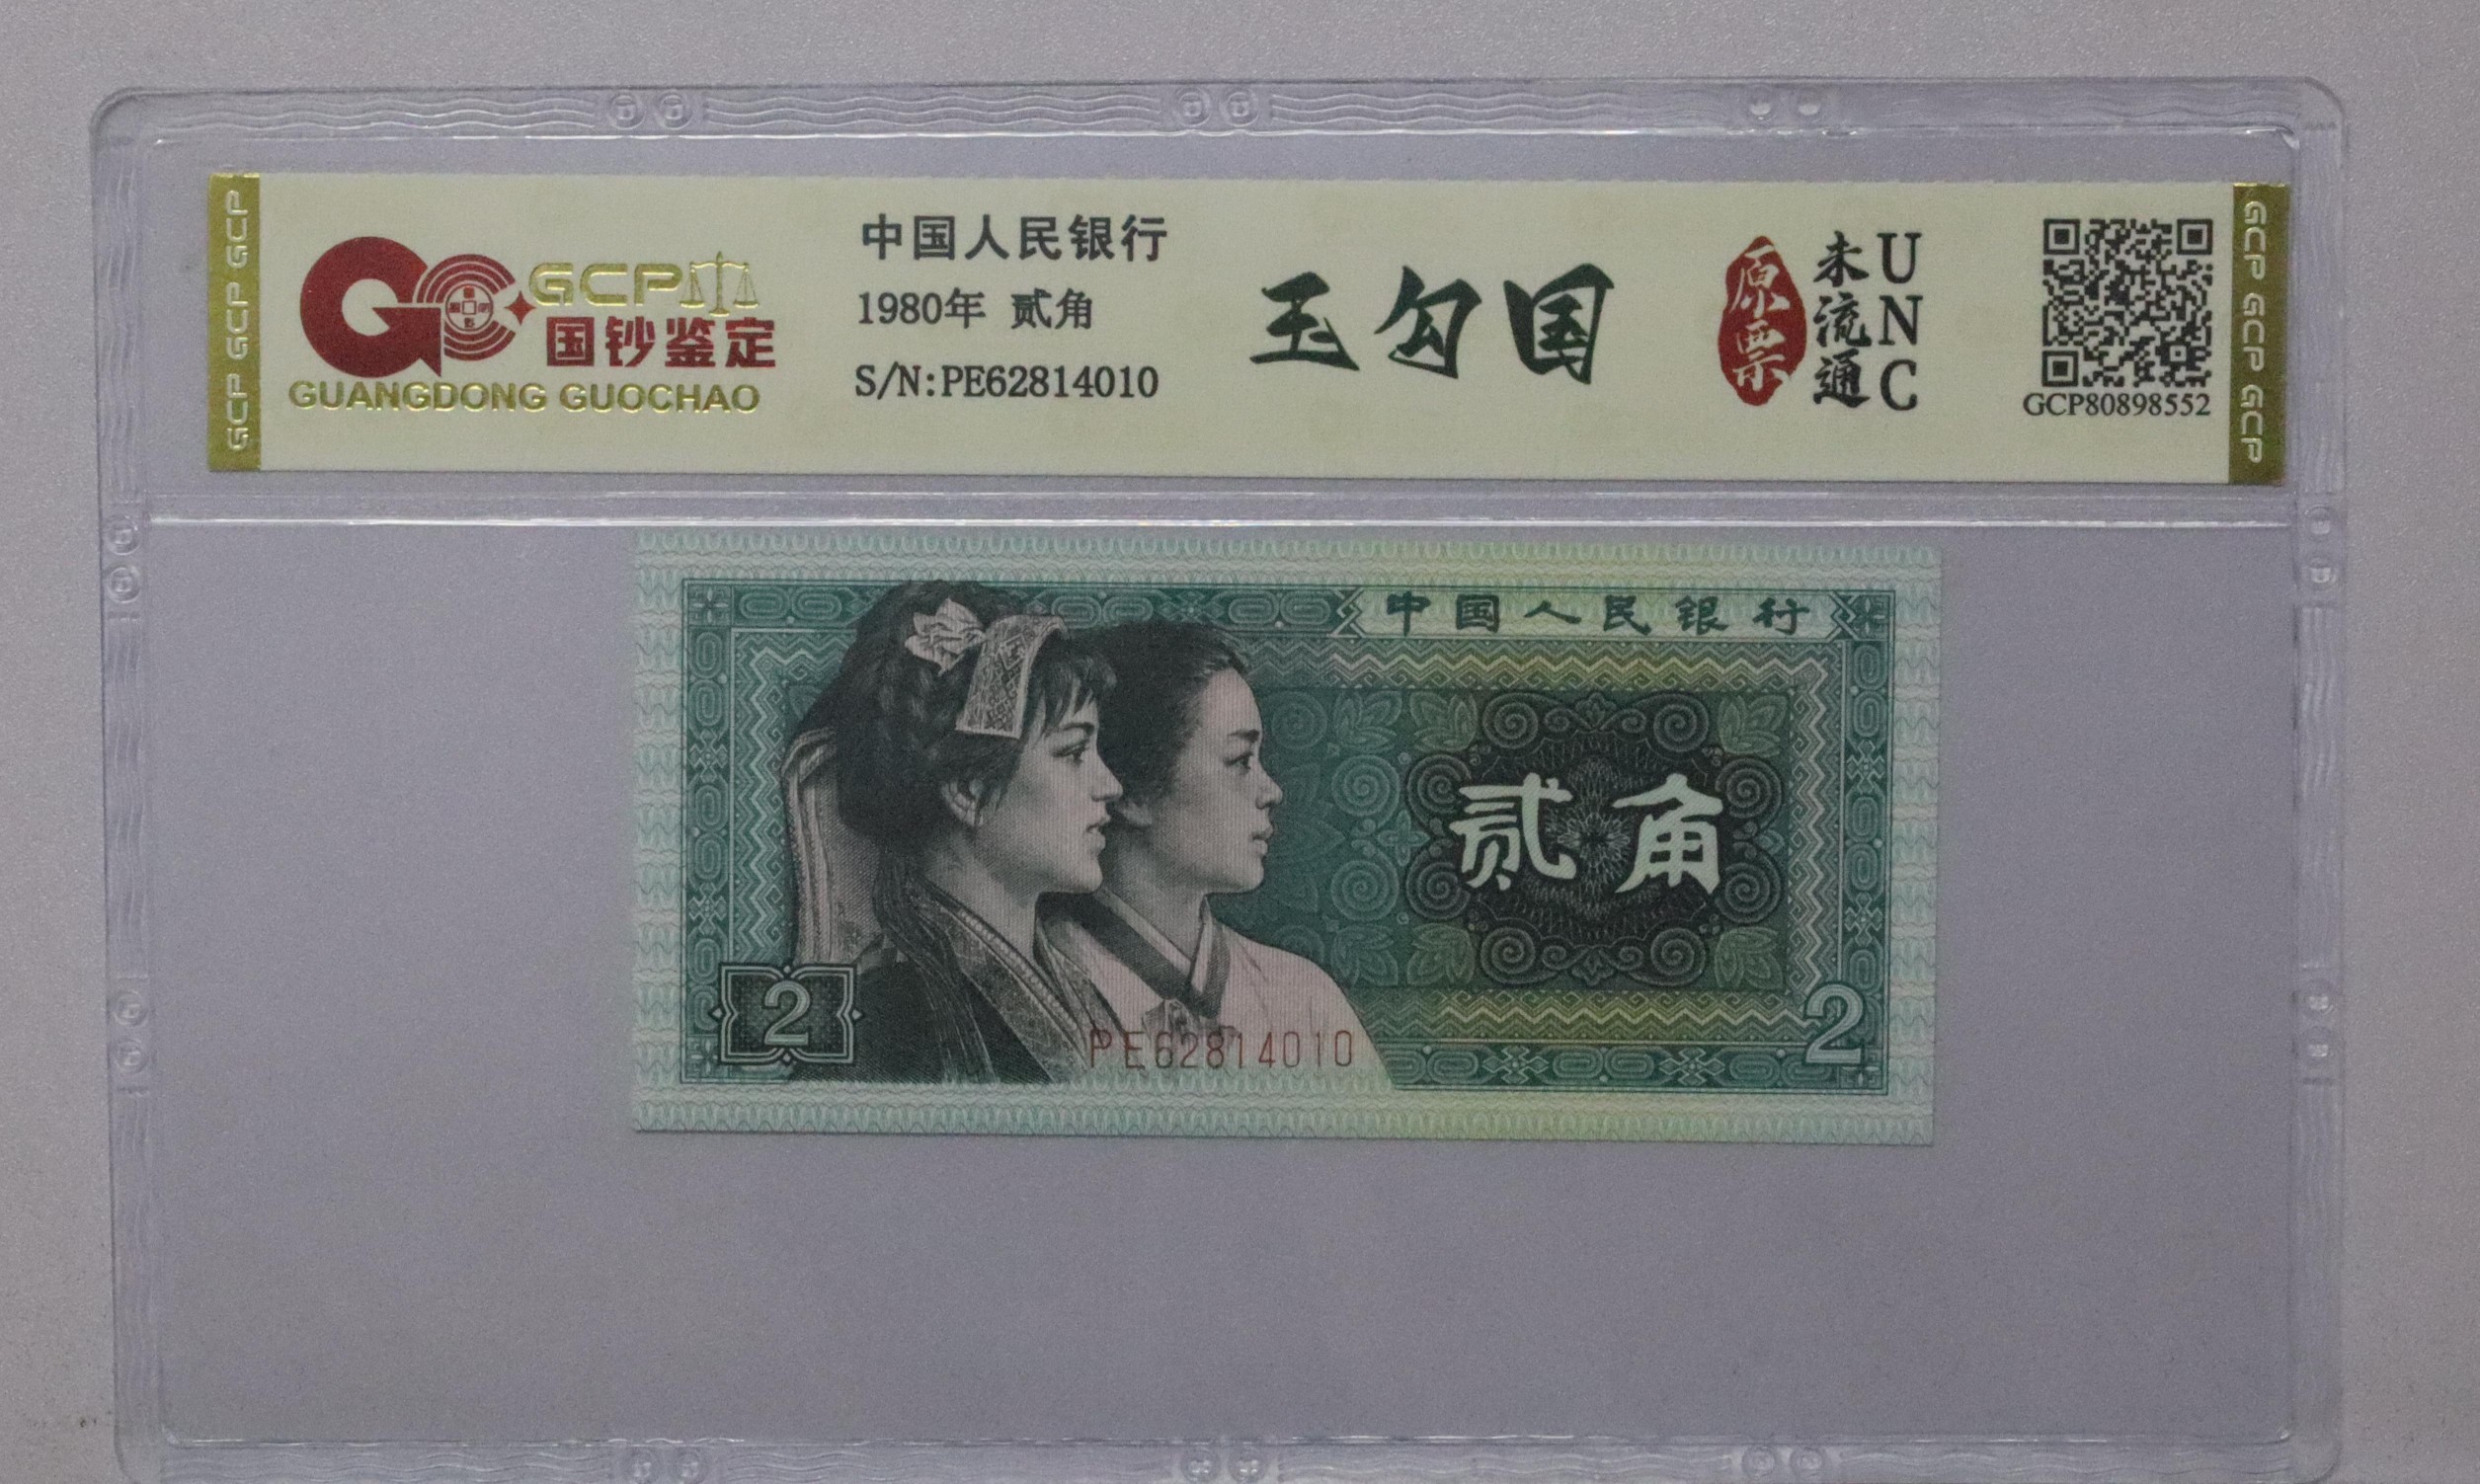 GCP GCP GCP
GCP
国钞鉴定
GUANGDONG GUOCHAO
中国人民银行
1980年 贰角
S/N:PE62814010
玉勾国
原票
未流通
UNC
GCP80898552
GCP GCP GCP
中国人民银行
贰角
2
PE62814010
2